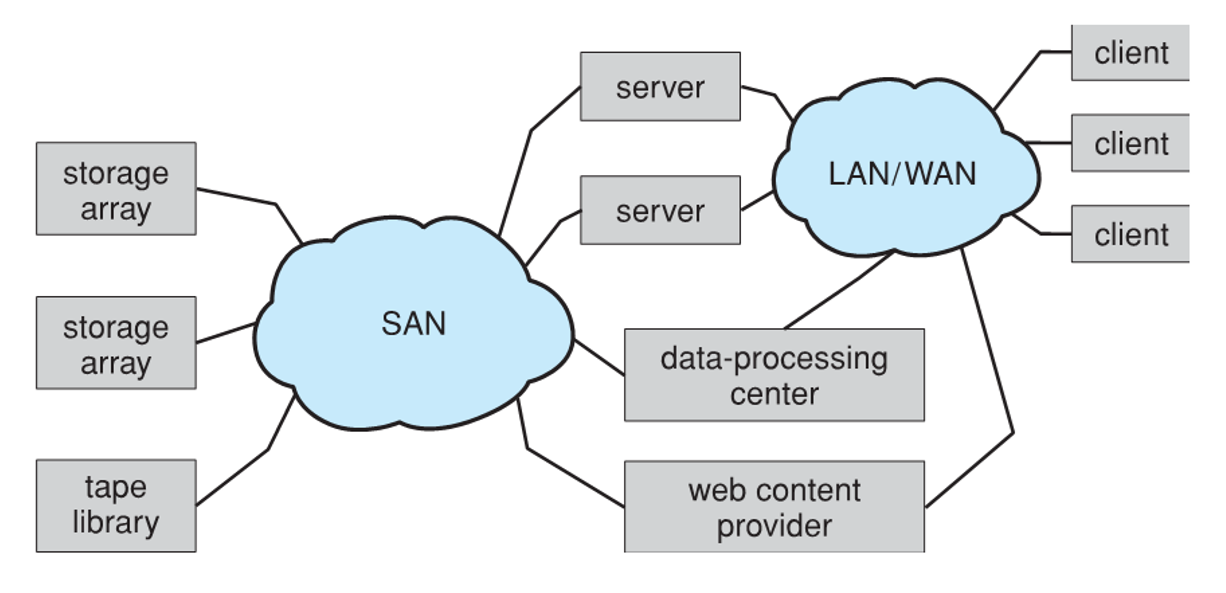 storage
array
storage
array
tape
library
SAN
server
server
data-processing
center
web content
provider
LAN/WAN
client
client
client